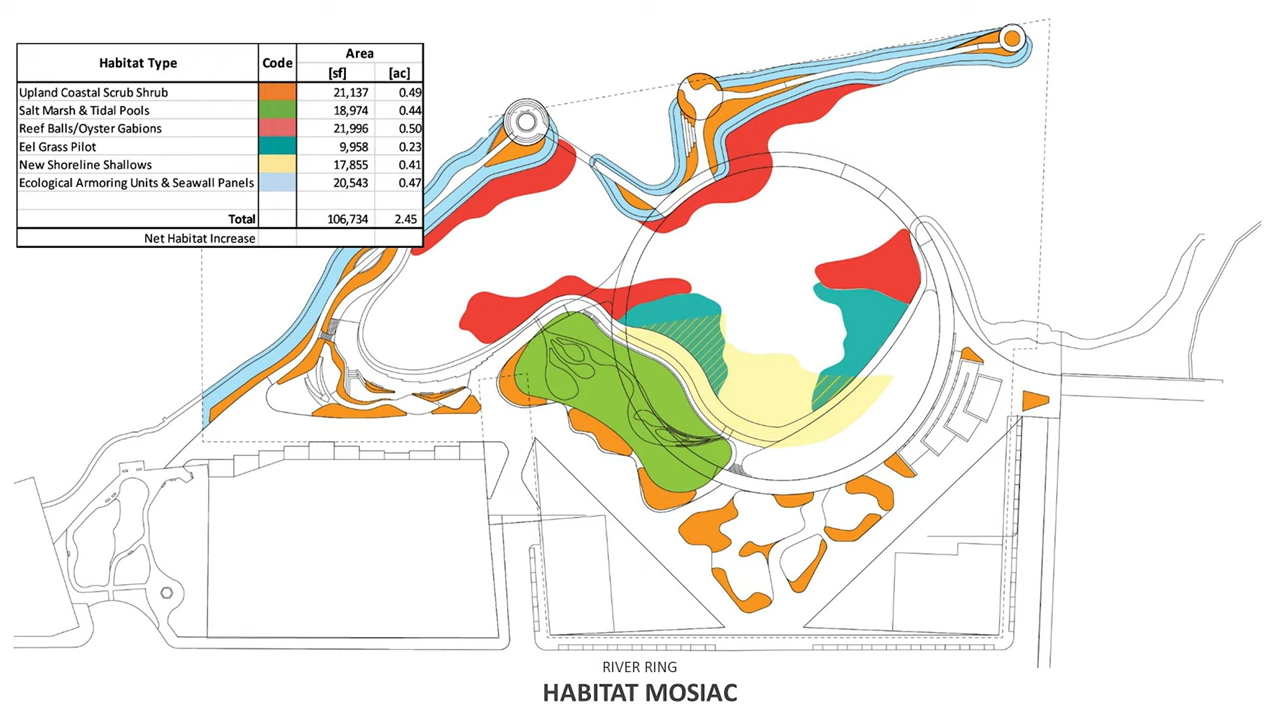 Habitat Type Code Area
[sf] [ac]
Upland Coastal Scrub Shrub 21,137 0.49
Salt Marsh & Tidal Pools 18,974 0.44
Reef Balls/Oyster Gabions 21,996 0.50
Eel Grass Pilot 9,958 0.23
New Shoreline Shallows 17,855 0.41
Ecological Armoring Units & Seawall Panels 20,543 0.47
Total 106,734 2.45
Net Habitat Increase
RIVER RING
HABITAT MOSIAC